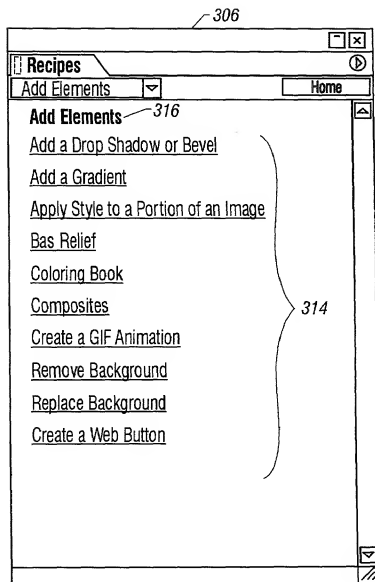 306
Recipes
Add Elements Home
Add Elements 316
Add a Drop Shadow or Bevel
Add a Gradient
Apply Style to a Portion of an Image
Bas Relief
Coloring Book
Composites
314
Create a GIF Animation
Remove Background
Replace Background
Create a Web Button